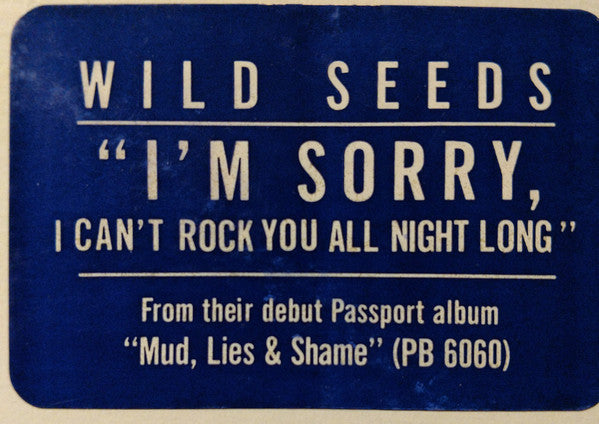 WILD SEEDS
“I’M SORRY,
I CAN’T ROCK YOU ALL NIGHT LONG”
From their debut Passport album
“Mud, Lies & Shame” (PB 6060)